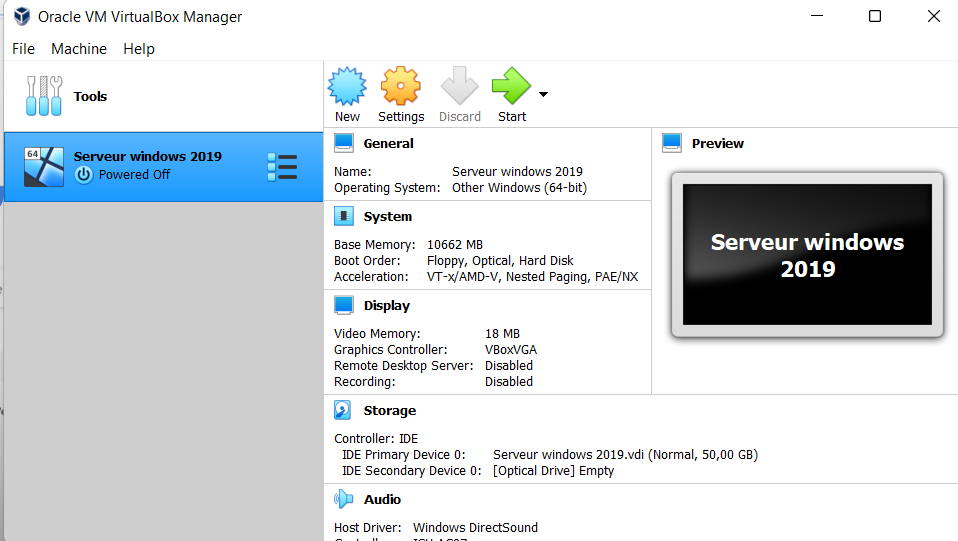 Oracle VM VirtualBox Manager
File Machine Help
Tools
New Settings Discard Start
64
Serveur windows 2019
Powered Off
General
Name: Serveur windows 2019
Operating System: Other Windows (64-bit)
System
Base Memory: 10662 MB
Boot Order: Floppy, Optical, Hard Disk
Acceleration: VT-x/AMD-V, Nested Paging, PAE/NX
Display
Video Memory: 18 MB
Graphics Controller: VBoxVGA
Remote Desktop Server: Disabled
Recording: Disabled
Preview
Serveur windows
2019
Storage
Controller: IDE
IDE Primary Device 0: Serveur windows 2019.vdi (Normal, 50,00 GB)
IDE Secondary Device 0: [Optical Drive] Empty
Audio
Host Driver: Windows DirectSound